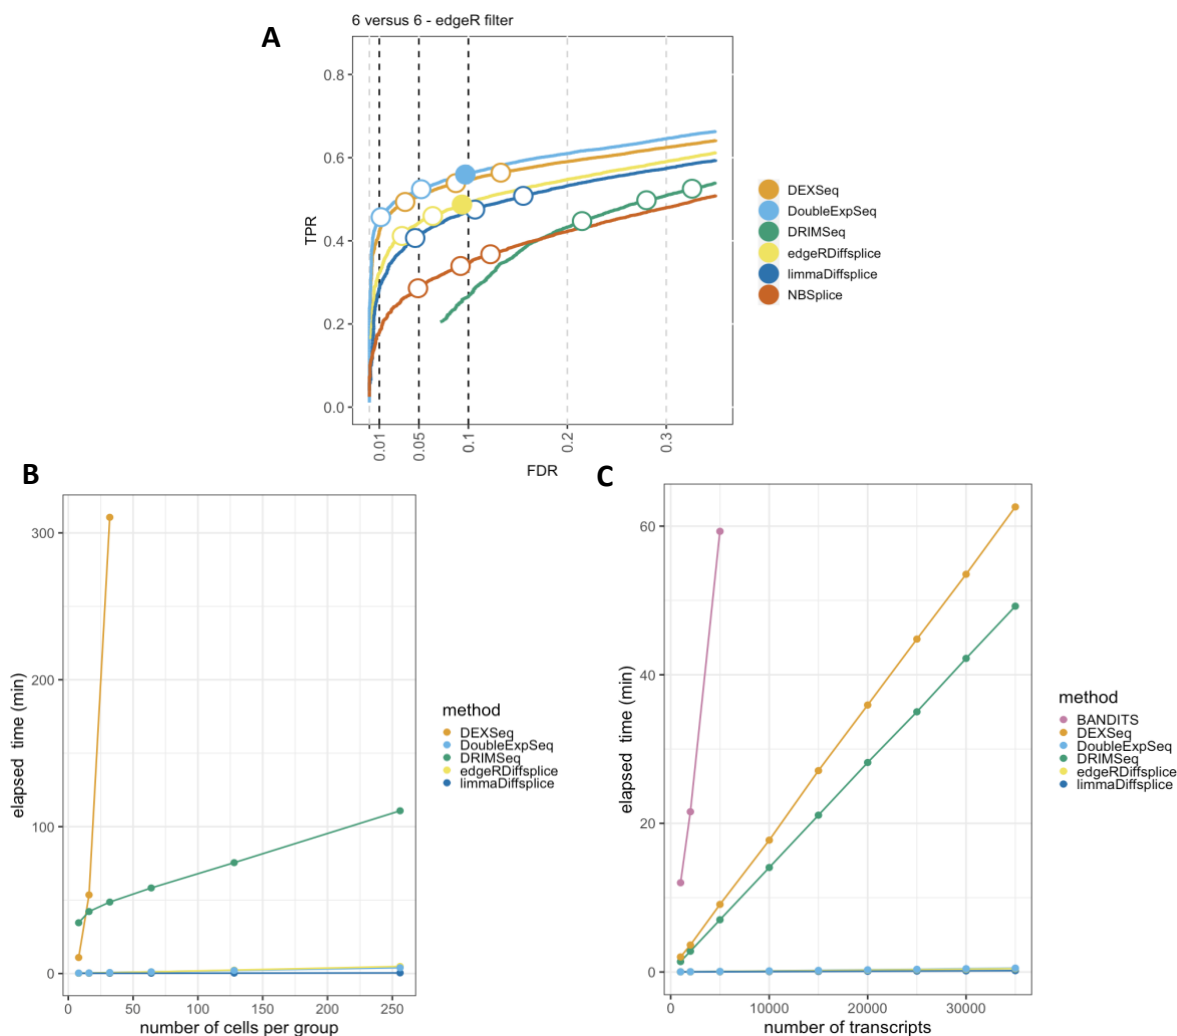 6 versus 6 - edgeR filter
A
TPR
0.8
0.6
0.4
0.2
0.0
0.01
0.05
0.1
0.2
0.3
FDR
DEXSeq
DoubleExpSeq
DRIMSeq
edgeRDiffsplice
limmaDiffsplice
NBSplice
B
elapsed time (min)
300
200
100
0
0
50
100
150
200
250
number of cells per group
method
DEXSeq
DoubleExpSeq
DRIMSeq
edgeRDiffsplice
limmaDiffsplice
C
elapsed time (min)
60
40
20
0
0
10000
20000
30000
number of transcripts
method
BANDITS
DEXSeq
DoubleExpSeq
DRIMSeq
edgeRDiffsplice
limmaDiffsplice